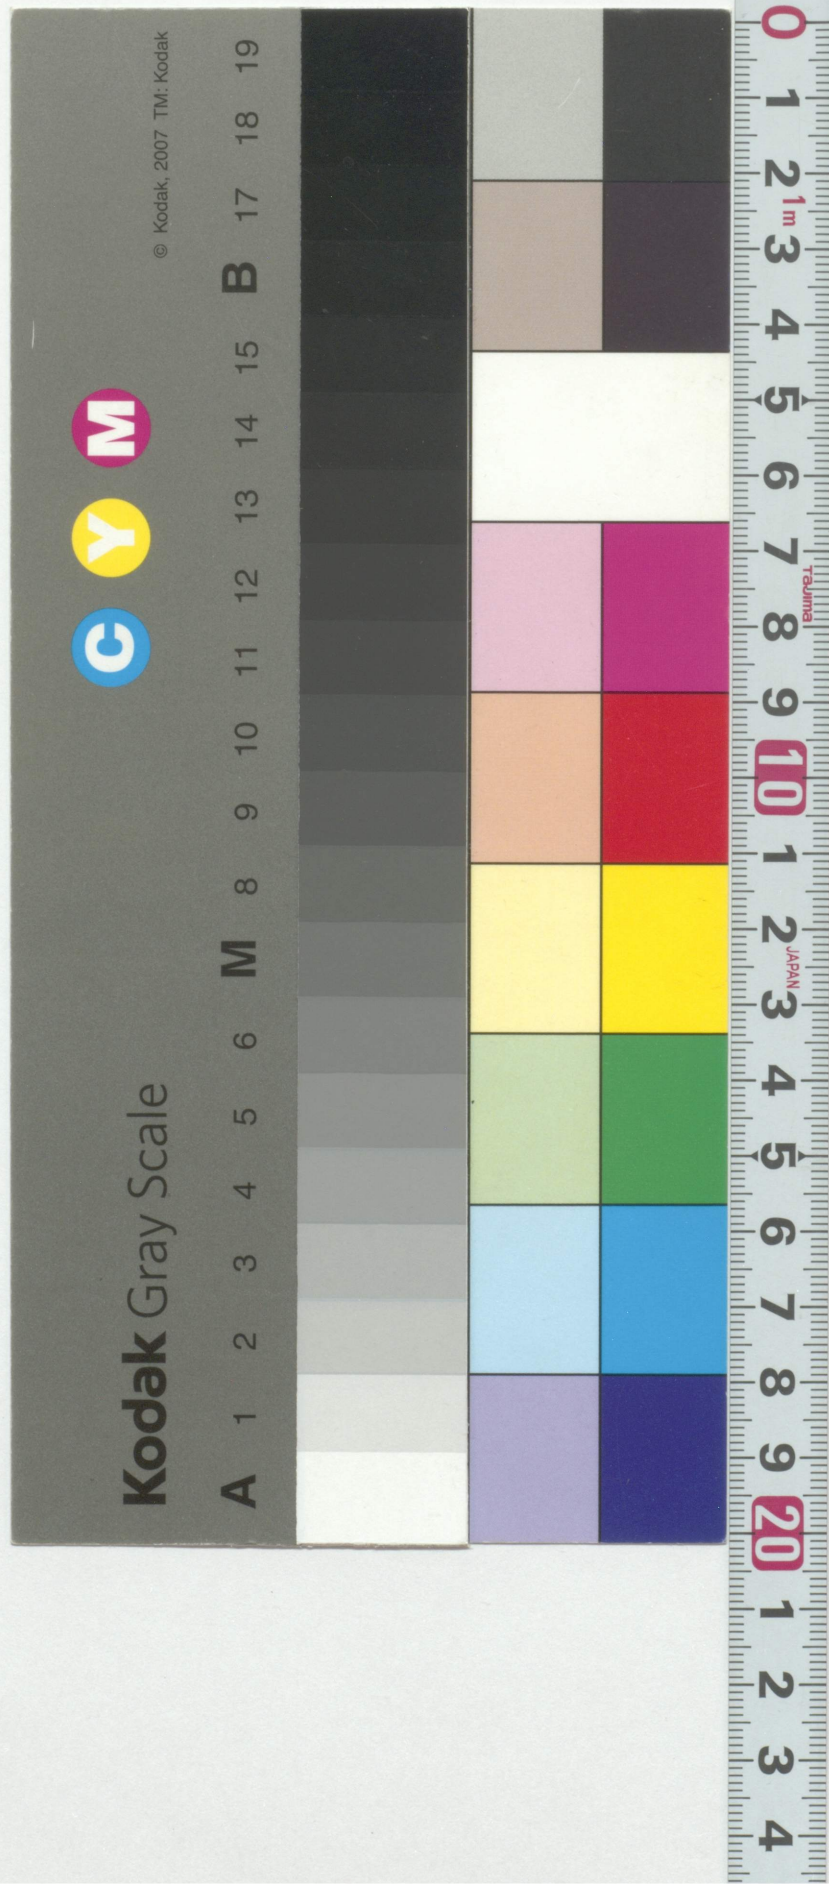 Kodak Gray Scale
C Y M
© Kodak, 2007 TM: Kodak
A 1 2 3 4 5 6 M 8 9 10 11 12 13 14 15 B 17 18 19
0 1 2 1m 3 4 5 6 7 Tajima 8 9 10 1 2 JAPAN 3 4 5 6 7 8 9 20 1 2 3 4